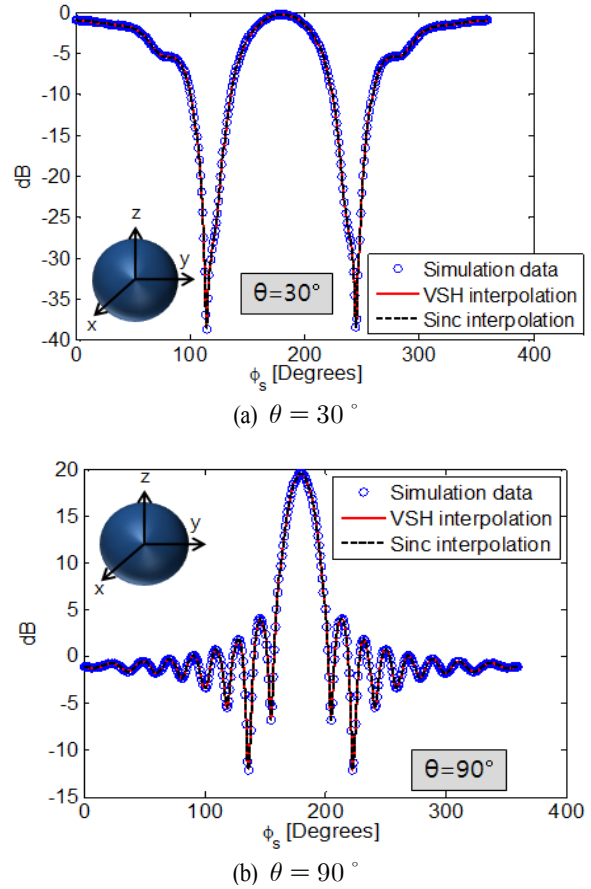 0
-5
-10
-15
-20
-25
-30
-35
-40
dB
z
y
x
θ=30°
Simulation data
VSH interpolation
Sinc interpolation
0 100 200 300 400
ϕs [Degrees]
(a) θ = 30°
20
15
10
5
0
-5
-10
-15
dB
z
y
x
Simulation data
VSH interpolation
Sinc interpolation
θ=90°
0 100 200 300 400
ϕs [Degrees]
(b) θ = 90°